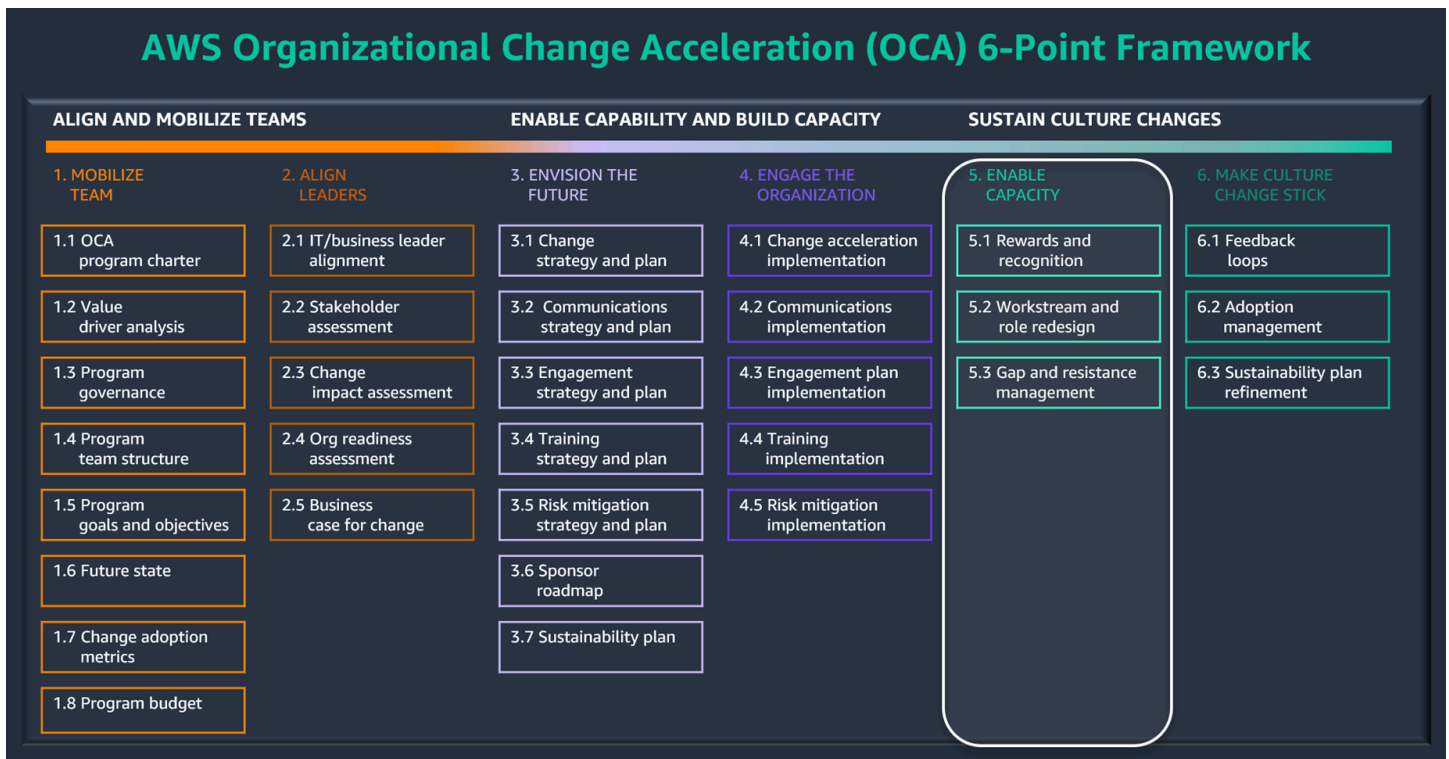 AWS Organizational Change Acceleration (OCA) 6-Point Framework
ALIGN AND MOBILIZE TEAMS
ENABLE CAPABILITY AND BUILD CAPACITY
SUSTAIN CULTURE CHANGES
1. MOBILIZE
TEAM
1.1 OCA
program charter
1.2 Value
driver analysis
1.3 Program
governance
1.4 Program
team structure
1.5 Program
goals and objectives
1.6 Future state
1.7 Change adoption
metrics
1.8 Program budget
2. ALIGN
LEADERS
2.1 IT/business leader
alignment
2.2 Stakeholder
assessment
2.3 Change
impact assessment
2.4 Org readiness
assessment
2.5 Business
case for change
3. ENVISION THE
FUTURE
3.1 Change
strategy and plan
3.2 Communications
strategy and plan
3.3 Engagement
strategy and plan
3.4 Training
strategy and plan
3.5 Risk mitigation
strategy and plan
3.6 Sponsor
roadmap
3.7 Sustainability plan
4. ENGAGE THE
ORGANIZATION
4.1 Change acceleration
implementation
4.2 Communications
implementation
4.3 Engagement plan
implementation
4.4 Training
implementation
4.5 Risk mitigation
implementation
5. ENABLE
CAPACITY
5.1 Rewards and
recognition
5.2 Workstream and
role redesign
5.3 Gap and resistance
management
6. MAKE CULTURE
CHANGE STICK
6.1 Feedback
loops
6.2 Adoption
management
6.3 Sustainability plan
refinement